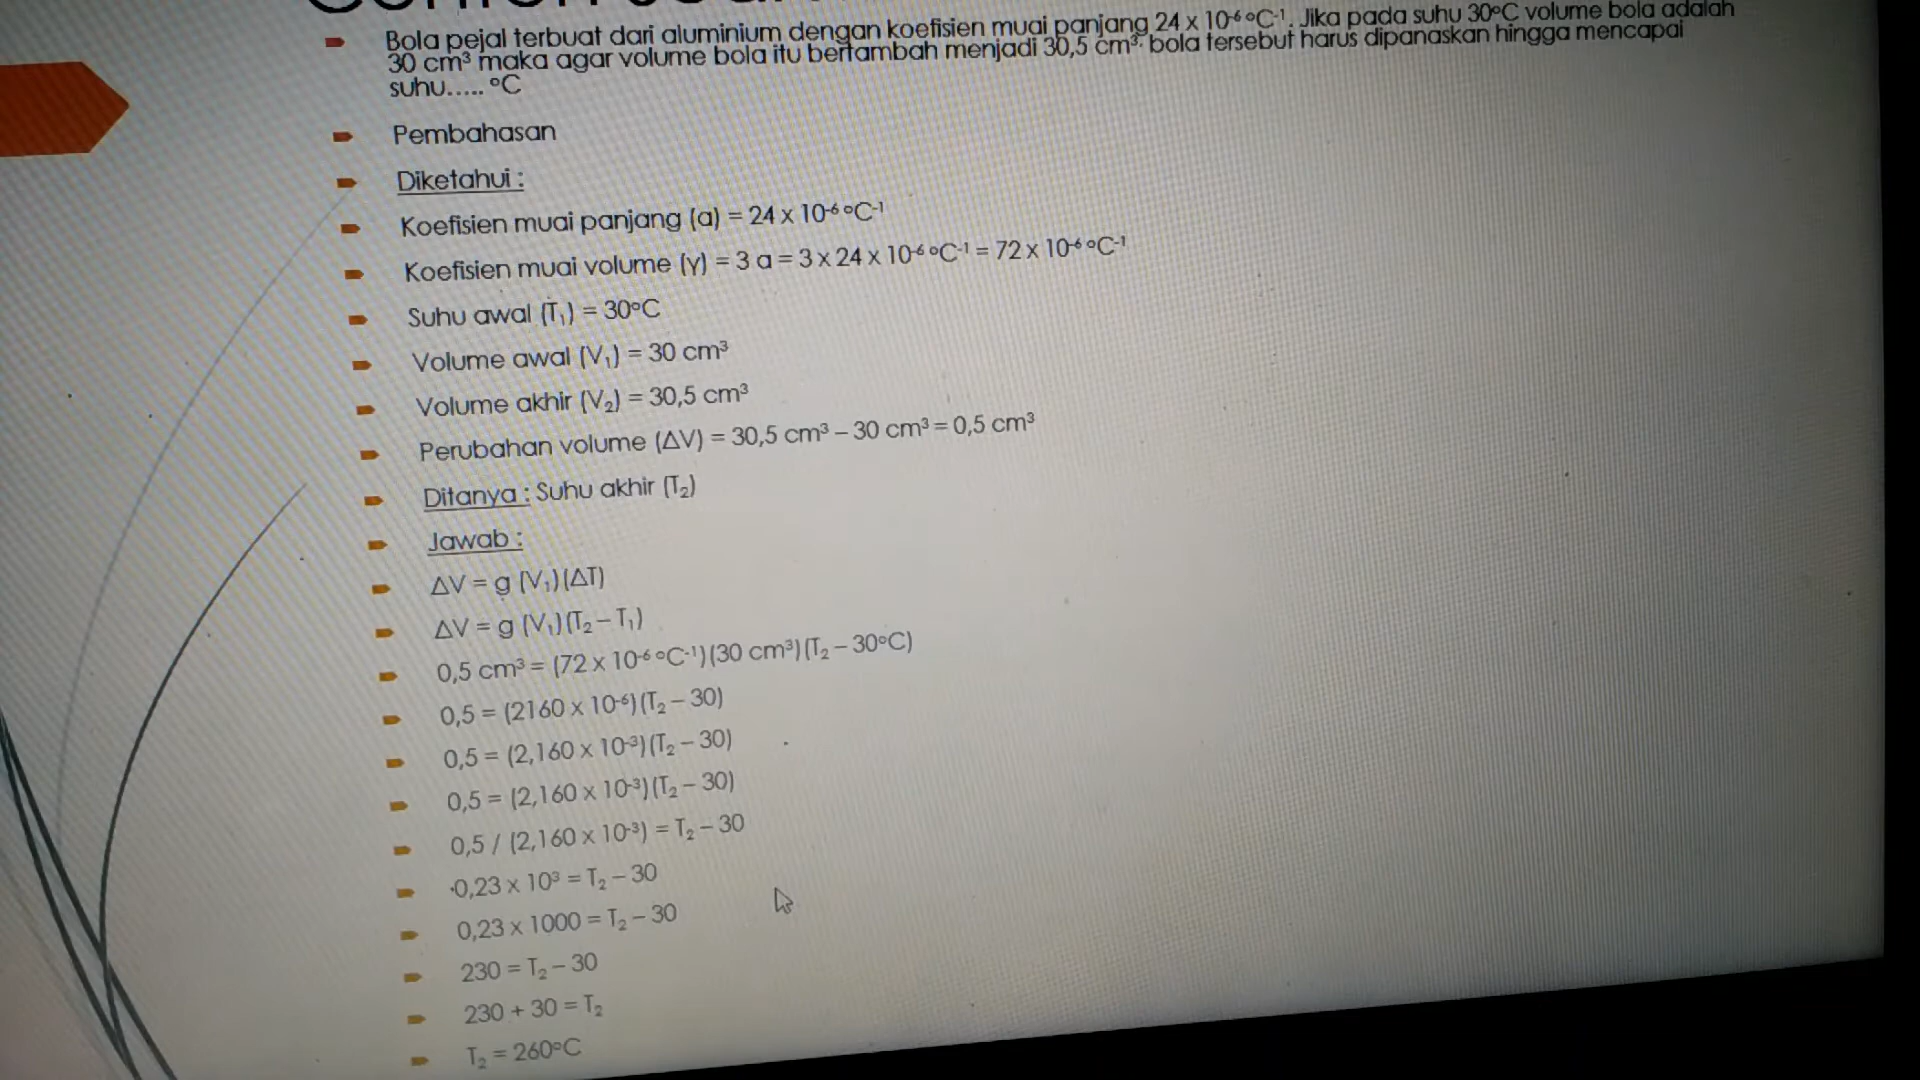 Bola pejal terbuat dari aluminium dengan koefisien muai panjang 24 x 10⁻⁶ °C⁻¹. Jika pada suhu 30°C volume bola adalah
30 cm³ maka agar volume bola itu bertambah menjadi 30,5 cm³. bola tersebut harus dipanaskan hingga mencapai
suhu..... °C
Pembahasan
Diketahui :
Koefisien muai panjang (a) = 24 x 10⁻⁶ °C⁻¹
Koefisien muai volume (γ) = 3 a = 3 x 24 x 10⁻⁶ °C⁻¹ = 72 x 10⁻⁶ °C⁻¹
Suhu awal (T₁) = 30°C
Volume awal (V₁) = 30 cm³
Volume akhir (V₂) = 30,5 cm³
Perubahan volume (ΔV) = 30,5 cm³ – 30 cm³ = 0,5 cm³
Ditanya : Suhu akhir (T₂)
Jawab :
ΔV = g (V₁)(ΔT)
ΔV = g (V₁)(T₂ – T₁)
0,5 cm³ = (72 x 10⁻⁶ °C⁻¹)(30 cm³)(T₂ – 30°C)
0,5 = (2160 x 10⁻⁶)(T₂ – 30)
0,5 = (2,160 x 10⁻³)(T₂ – 30)
0,5 = (2,160 x 10⁻³)(T₂ – 30)
0,5 / (2,160 x 10⁻³) = T₂ – 30
0,23 x 10³ = T₂ – 30
0,23 x 1000 = T₂ – 30
230 = T₂ – 30
230 + 30 = T₂
T₂ = 260°C